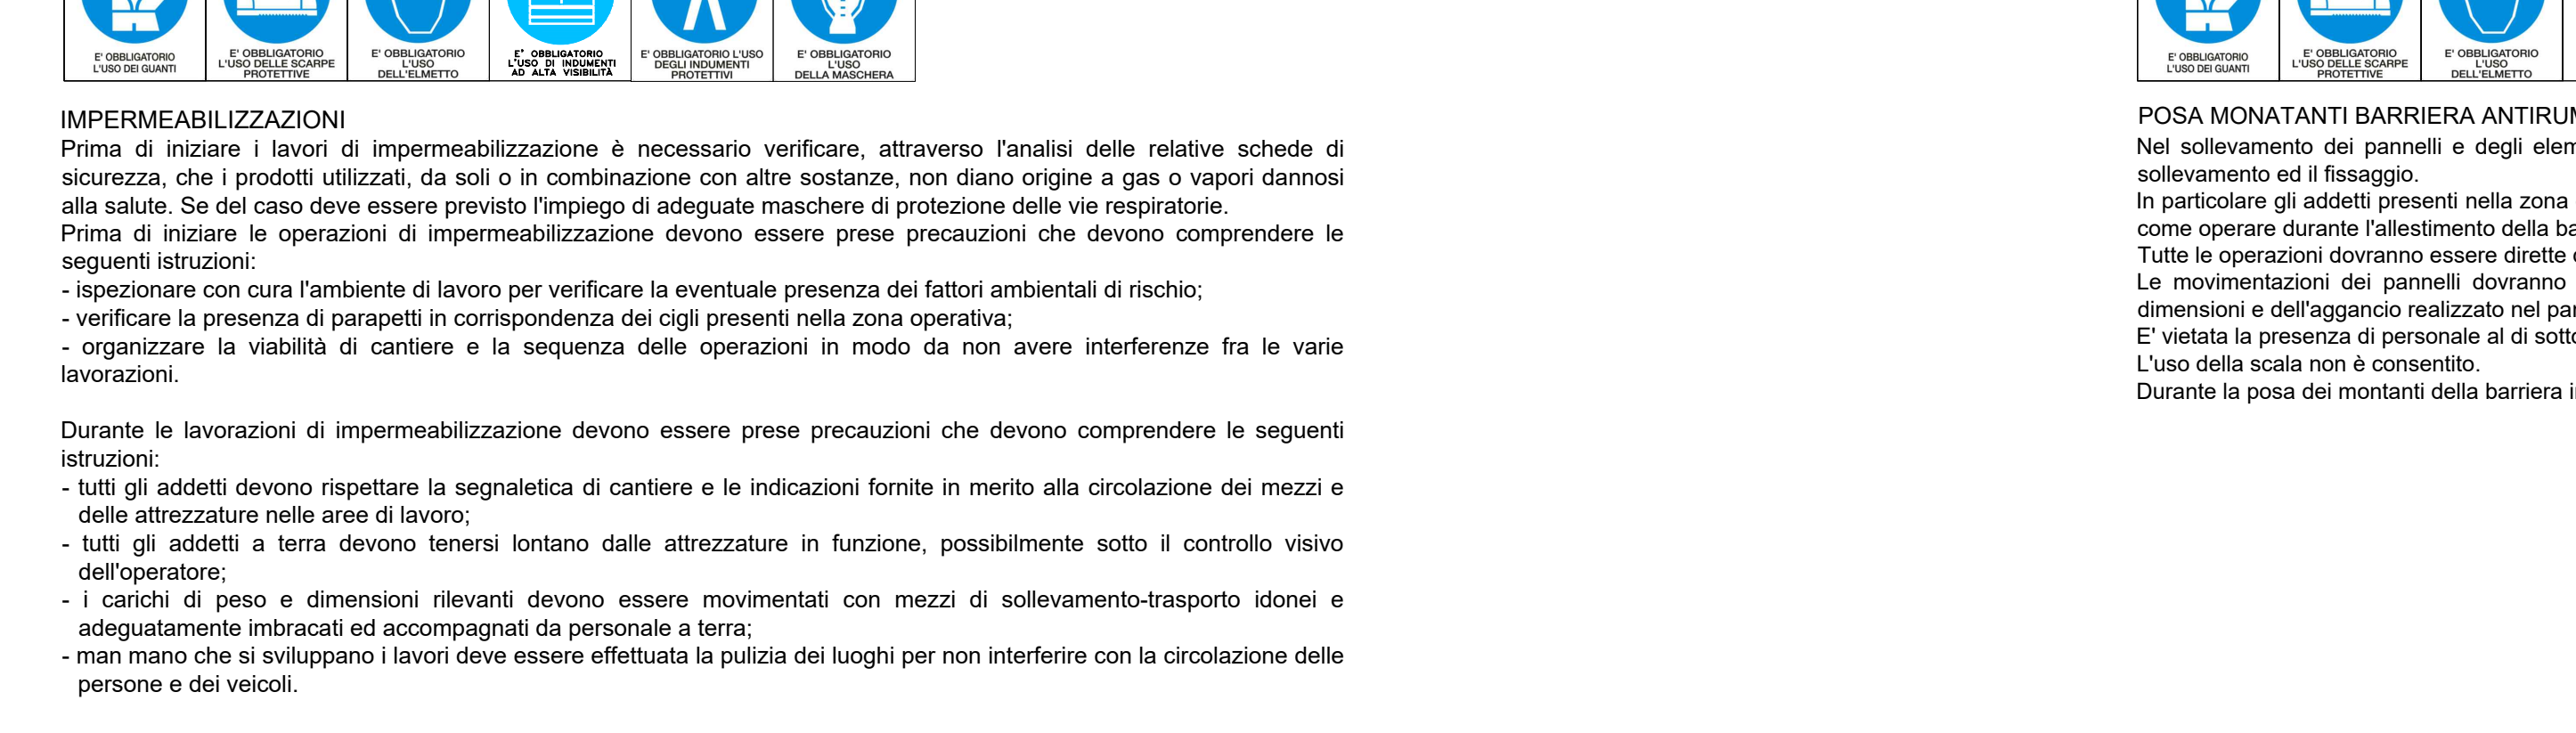 E' OBBLIGATORIO
L'USO DEI GUANTI
E' OBBLIGATORIO
L'USO DELLE SCARPE
PROTETTIVE
E' OBBLIGATORIO
L'USO
DELL'ELMETTO
E' OBBLIGATORIO
L'USO DI INDUMENTI
AD ALTA VISIBILITÀ
E' OBBLIGATORIO L'USO
DEGLI INDUMENTI
PROTETTIVI
E' OBBLIGATORIO
L'USO
DELLA MASCHERA
IMPERMEABILIZZAZIONI
Prima di iniziare i lavori di impermeabilizzazione è necessario verificare, attraverso l'analisi delle relative schede di
sicurezza, che i prodotti utilizzati, da soli o in combinazione con altre sostanze, non diano origine a gas o vapori dannosi
alla salute. Se del caso deve essere previsto l'impiego di adeguate maschere di protezione delle vie respiratorie.
Prima di iniziare le operazioni di impermeabilizzazione devono essere prese precauzioni che devono comprendere le
seguenti istruzioni:
- ispezionare con cura l'ambiente di lavoro per verificare la eventuale presenza dei fattori ambientali di rischio;
- verificare la presenza di parapetti in corrispondenza dei cigli presenti nella zona operativa;
- organizzare la viabilità di cantiere e la sequenza delle operazioni in modo da non avere interferenze fra le varie
lavorazioni.
Durante le lavorazioni di impermeabilizzazione devono essere prese precauzioni che devono comprendere le seguenti
istruzioni:
- tutti gli addetti devono rispettare la segnaletica di cantiere e le indicazioni fornite in merito alla circolazione dei mezzi e
delle attrezzature nelle aree di lavoro;
- tutti gli addetti a terra devono tenersi lontano dalle attrezzature in funzione, possibilmente sotto il controllo visivo
dell'operatore;
- i carichi di peso e dimensioni rilevanti devono essere movimentati con mezzi di sollevamento-trasporto idonei e
adeguatamente imbracati ed accompagnati da personale a terra;
- man mano che si sviluppano i lavori deve essere effettuata la pulizia dei luoghi per non interferire con la circolazione delle
persone e dei veicoli.
E' OBBLIGATORIO
L'USO DEI GUANTI
E' OBBLIGATORIO
L'USO DELLE SCARPE
PROTETTIVE
E' OBBLIGATORIO
L'USO
DELL'ELMETTO
POSA MONATANTI BARRIERA
Nel sollevamento dei pannelli e degli
sollevamento ed il fissaggio.
In particolare gli addetti presenti nella zona
come operare durante l'allestimento della
Tutte le operazioni dovranno essere dirette
Le movimentazioni dei pannelli dovranno
dimensioni e dell'aggancio realizzato nel
E' vietata la presenza di personale al di
L'uso della scala non è consentito.
Durante la posa dei montanti della barriera